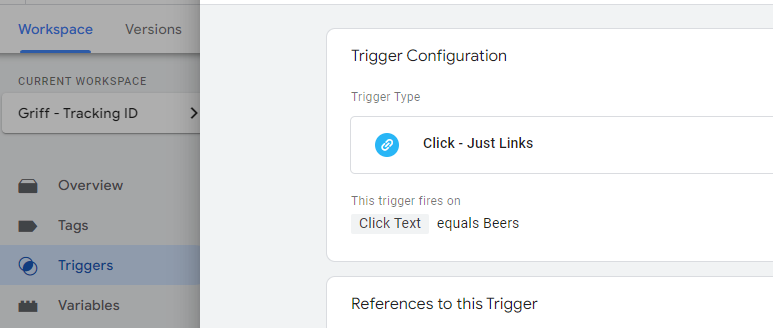 Workspace
Versions
CURRENT WORKSPACE
Griff - Tracking ID
Overview
Tags
Triggers
Variables
Trigger Configuration
Trigger Type
Click - Just Links
This trigger fires on
Click Text equals Beers
References to this Trigger